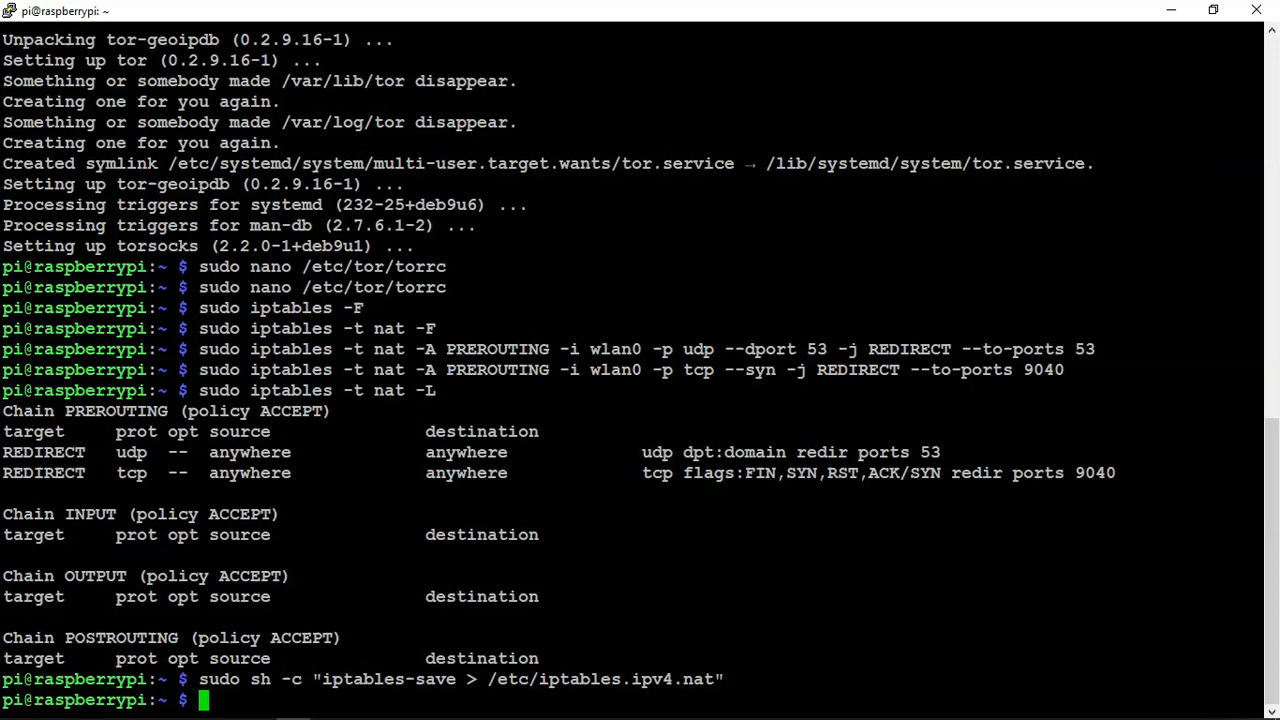 pi@raspberrypi: ~
Unpacking tor-geoipdb (0.2.9.16-1) ...
Setting up tor (0.2.9.16-1) ...
Something or somebody made /var/lib/tor disappear.
Creating one for you again.
Something or somebody made /var/log/tor disappear.
Creating one for you again.
Created symlink /etc/systemd/system/multi-user.target.wants/tor.service → /lib/systemd/system/tor.service.
Setting up tor-geoipdb (0.2.9.16-1) ...
Processing triggers for systemd (232-25+deb9u6) ...
Processing triggers for man-db (2.7.6.1-2) ...
Setting up torsocks (2.2.0-1+deb9u1) ...
pi@raspberrypi:~ $ sudo nano /etc/tor/torrc
pi@raspberrypi:~ $ sudo nano /etc/tor/torrc
pi@raspberrypi:~ $ sudo iptables -F
pi@raspberrypi:~ $ sudo iptables -t nat -F
pi@raspberrypi:~ $ sudo iptables -t nat -A PREROUTING -i wlan0 -p udp --dport 53 -j REDIRECT --to-ports 53
pi@raspberrypi:~ $ sudo iptables -t nat -A PREROUTING -i wlan0 -p tcp --syn -j REDIRECT --to-ports 9040
pi@raspberrypi:~ $ sudo iptables -t nat -L
Chain PREROUTING (policy ACCEPT)
target     prot opt source               destination
REDIRECT   udp  --  anywhere             anywhere             udp dpt:domain redir ports 53
REDIRECT   tcp  --  anywhere             anywhere             tcp flags:FIN,SYN,RST,ACK/SYN redir ports 9040
Chain INPUT (policy ACCEPT)
target     prot opt source               destination
Chain OUTPUT (policy ACCEPT)
target     prot opt source               destination
Chain POSTROUTING (policy ACCEPT)
target     prot opt source               destination
pi@raspberrypi:~ $ sudo sh -c "iptables-save > /etc/iptables.ipv4.nat"
pi@raspberrypi:~ $